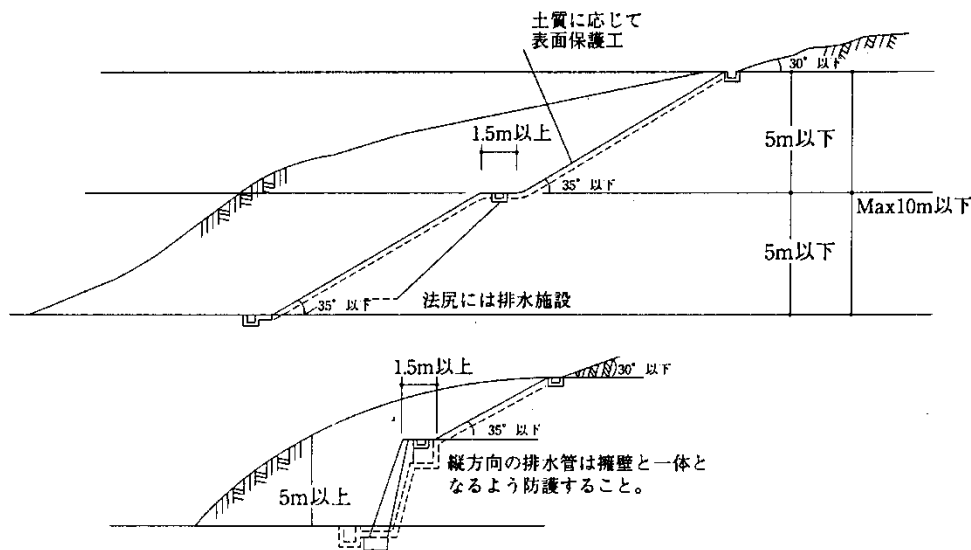 土質に応じて
表面保護工
30° 以下
1.5m以上
5m以下
35° 以下
Max10m以下
5m以下
35° 以下
法尻には排水施設
1.5m以上
30° 以下
35° 以下
縦方向の排水管は擁壁と一体と
なるよう防護すること。
5m以上